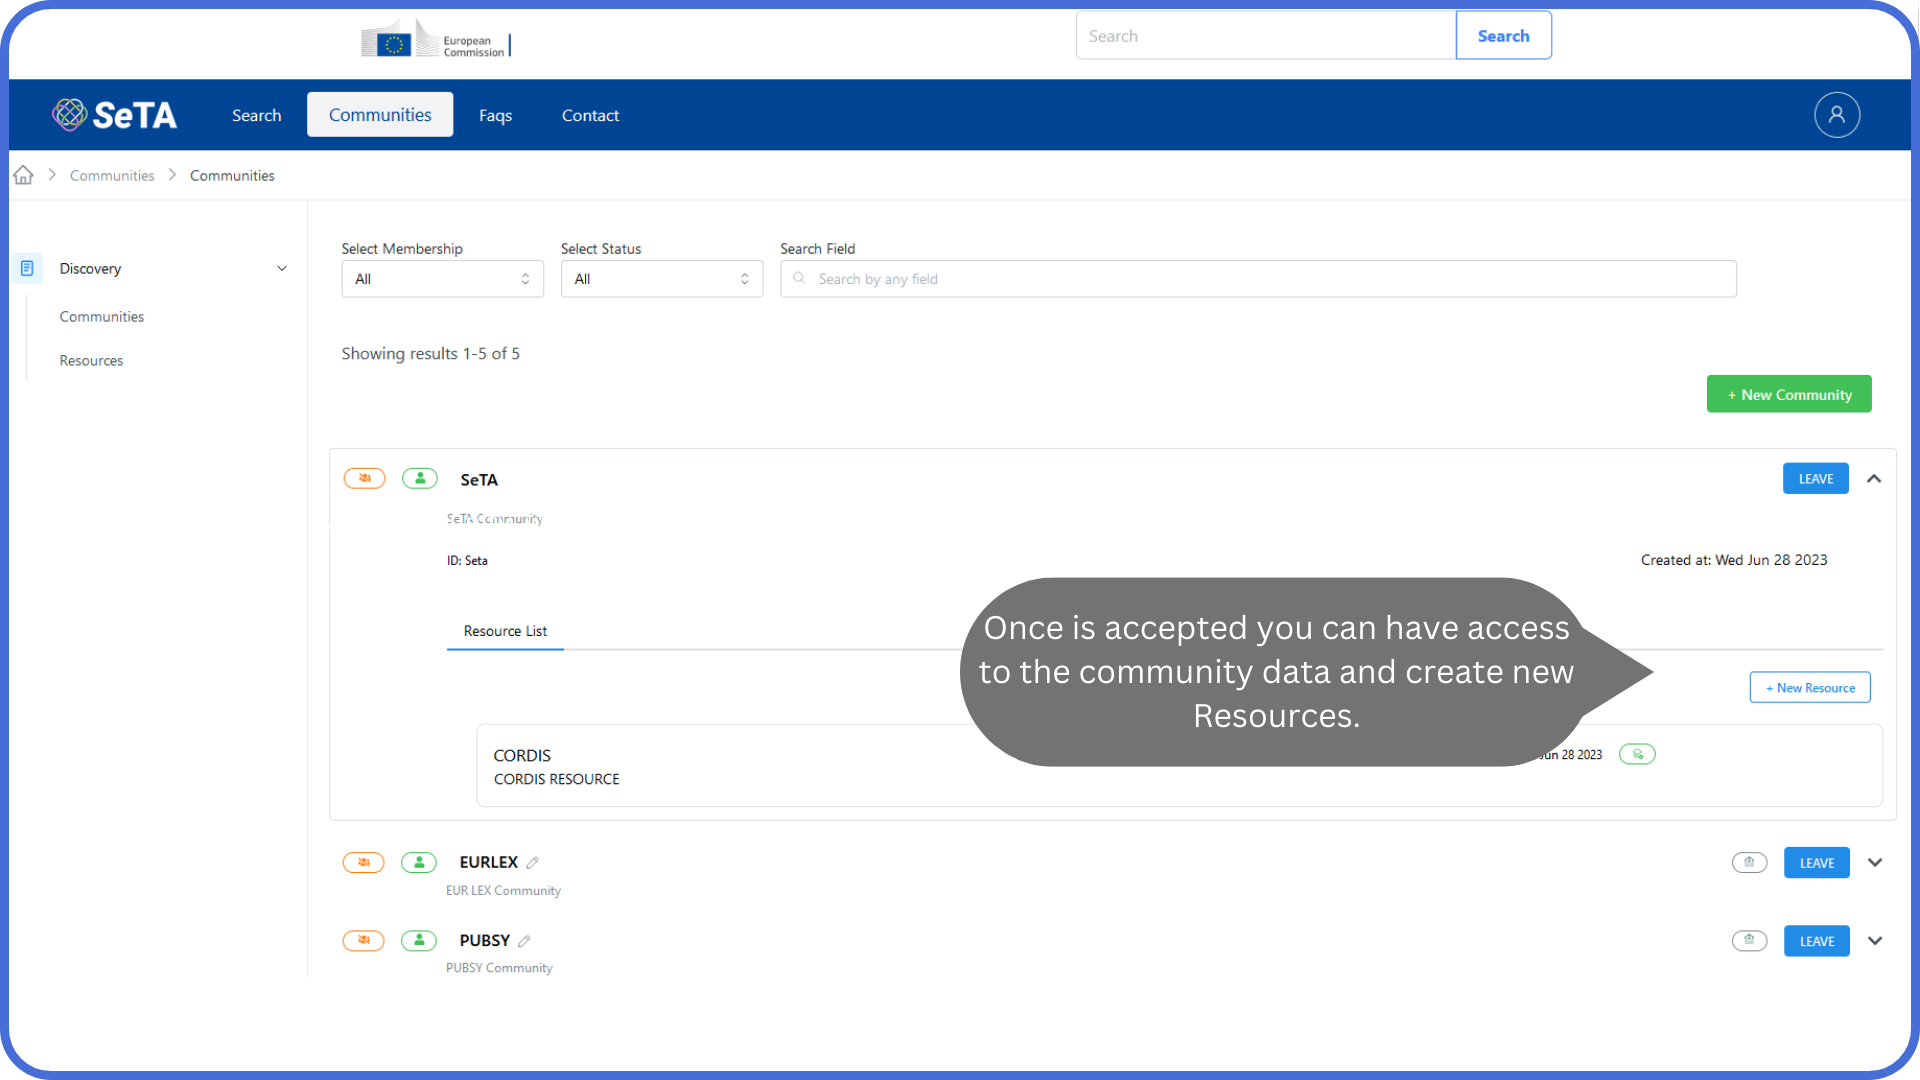 European
Commission
Search
Search
SeTA
Search
Communities
Faqs
Contact
Communities
Communities
Discovery
Communities
Resources
Select Membership
Select Status
Search Field
All
All
Search by any field
Showing results 1-5 of 5
+ New Community
SeTA
LEAVE
SeTA Community
ID: Seta
Created at: Wed Jun 28 2023
Resource List
Once is accepted you can have access
to the community data and create new
Resources.
+ New Resource
CORDIS
Jun 28 2023
CORDIS RESOURCE
EURLEX
LEAVE
EUR LEX Community
PUBSY
LEAVE
PUBSY Community